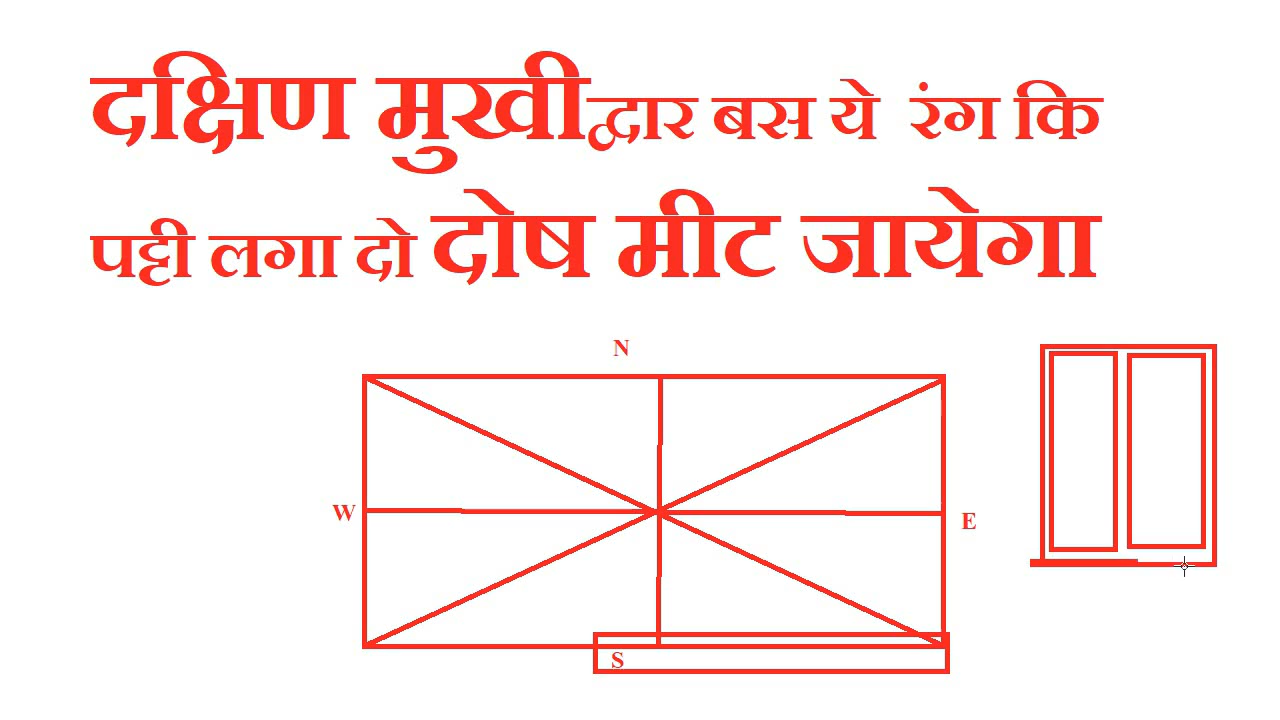 दक्षिण मुखीद्वार बस ये रंग कि
पट्टी लगा दो दोष मीट जायेगा
N
W
E
S